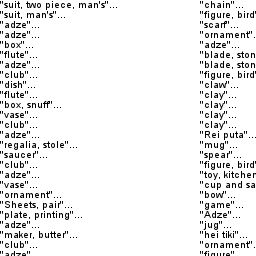 "suit, two piece, man's"... "chain"...
"suit, man's"... "figure, bird'
"adze"... "scarf"...
"adze"... "ornament".
"box"... "adze"...
"flute"... "blade, ston
"adze"... "blade, ston
"club"... "figure, bird'
"dish"... "claw"...
"flute"... "clay"...
"box, snuff"... "clay"...
"vase"... "clay"...
"club"... "clay"...
"adze"... "Rei puta"...
"regalia, stole"... "mug"...
"saucer"... "spear"...
"club"... "figure, bird'
"adze"... "toy, kitchen
"vase"... "cup and sa
"ornament"... "bow"...
"Sheets, pair"... "game"...
"plate, printing"... "Adze"...
"adze"... "jug"...
"maker, butter"... "hei tiki"...
"club"... "ornament".
"adze" "figure